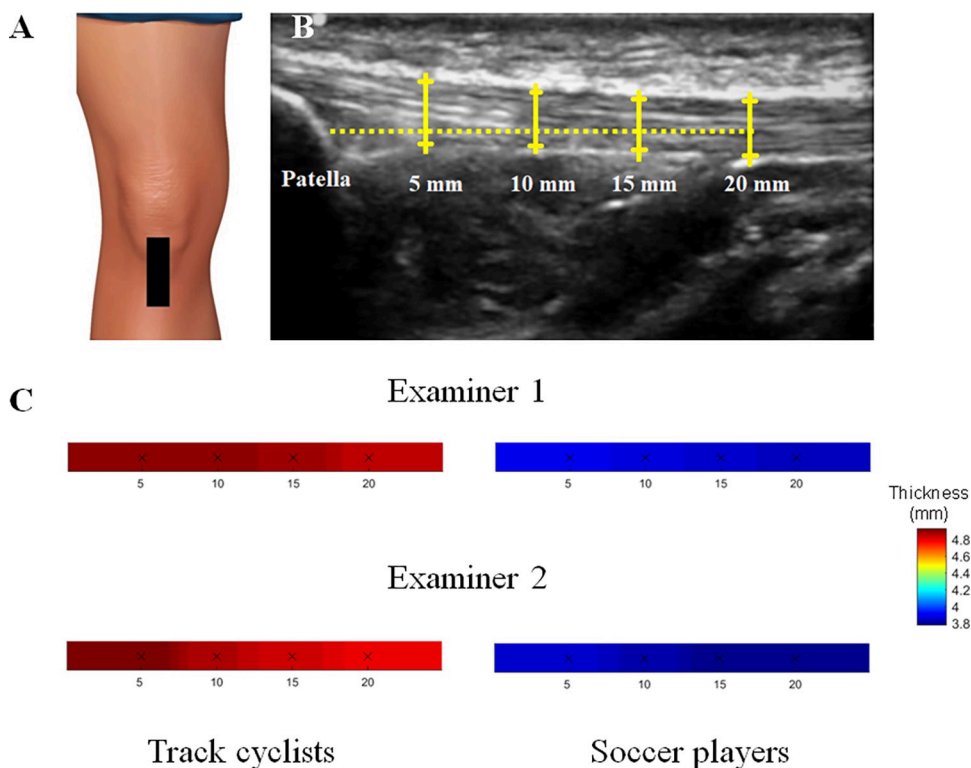 A
B
Patella
5 mm
10 mm
15 mm
20 mm
C
Examiner 1
5 10 15 20
5 10 15 20
Thickness
(mm)
4.8
4.6
4.4
4.2
4
3.8
Examiner 2
5 10 15 20
5 10 15 20
Track cyclists
Soccer players